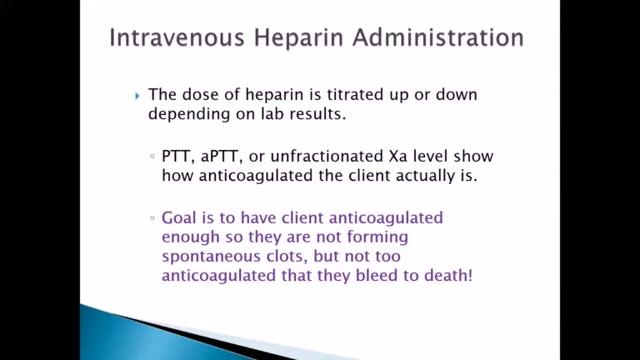 Intravenous Heparin Administration
The dose of heparin is titrated up or down
depending on lab results.
PTT, aPTT, or unfractionated Xa level show
how anticoagulated the client actually is.
Goal is to have client anticoagulated
enough so they are not forming
spontaneous clots, but not too
anticoagulated that they bleed to death!